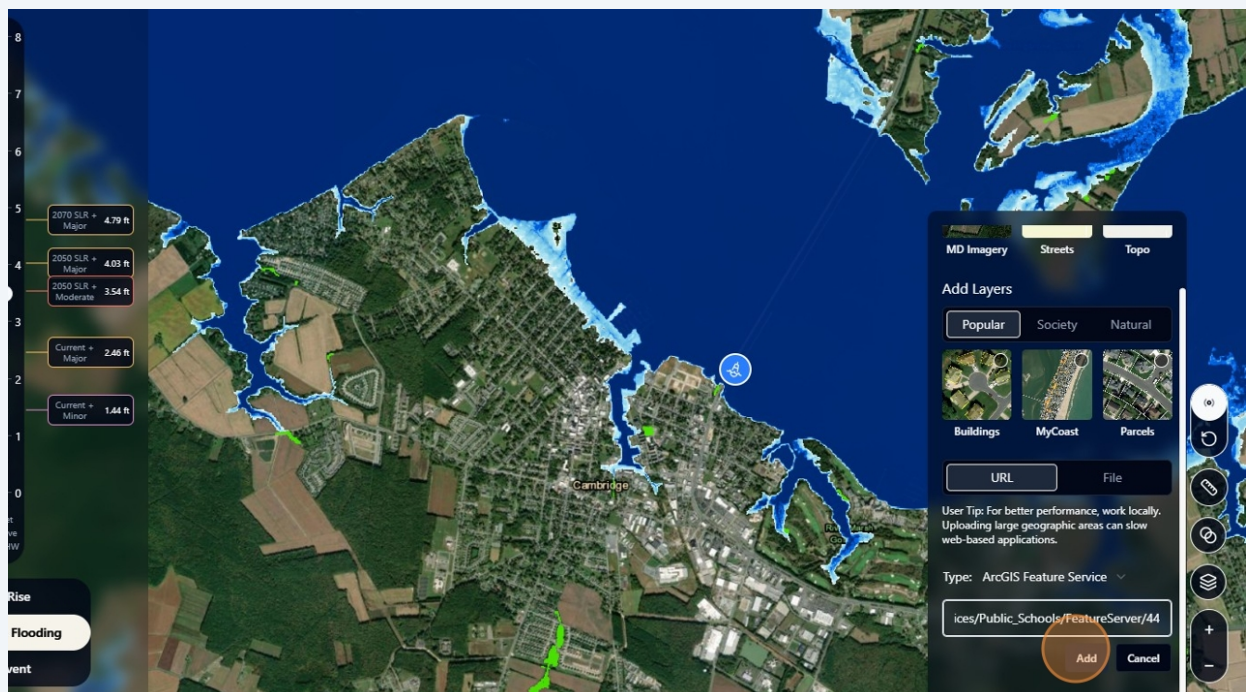 8
7
6
5
4
3
2
1
0
2070 SLR +
Major
4.79 ft
2050 SLR +
Major
4.03 ft
2050 SLR +
Moderate
3.54 ft
Current +
Major
2.46 ft
Current +
Minor
1.44 ft
et
ve
HW
Rise
Flooding
vent
Cambridge
MD Imagery
Streets
Topo
Add Layers
Popular
Society
Natural
Buildings
MyCoast
Parcels
URL
File
User Tip: For better performance, work locally.
Uploading large geographic areas can slow
web-based applications.
Type: ArcGIS Feature Service
ices/Public_Schools/FeatureServer/44
Add
Cancel
+
−